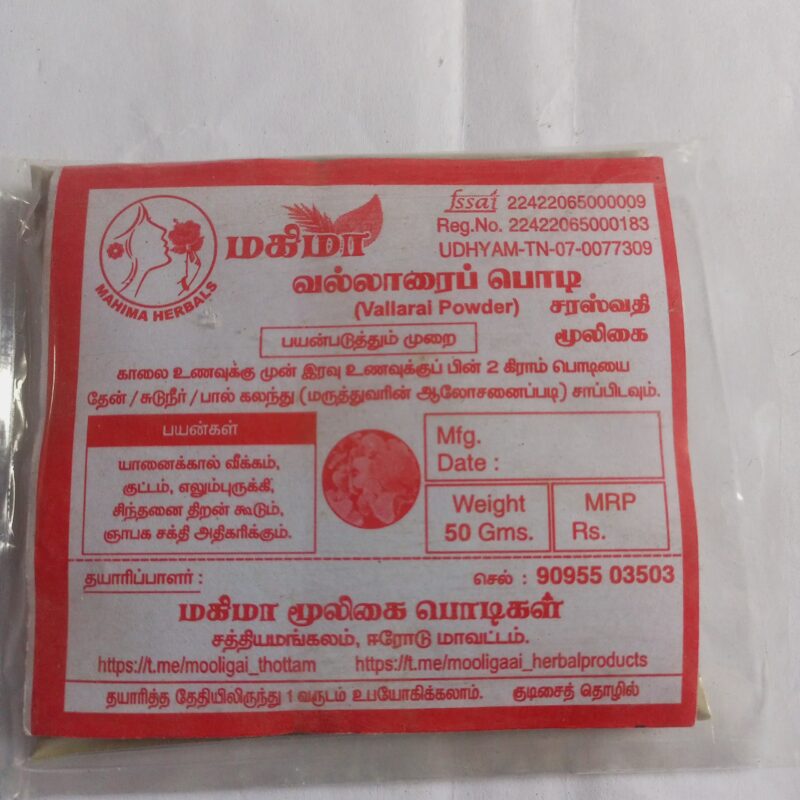 MAHIMA HERBALS
மகிமா
fssai 22422065000009
Reg.No. 22422065000183
UDHYAM-TN-07-0077309
வல்லாரைப் பொடி
(Vallarai Powder)
சரஸ்வதி
மூலிகை
பயன்படுத்தும் முறை
காலை உணவுக்கு முன் இரவு உணவுக்குப் பின் 2 கிராம் பொடியை
தேன் / சுடுநீர் / பால் கலந்து (மருத்துவரின் ஆலோசனைப்படி) சாப்பிடவும்.
பயன்கள்
யானைக்கால் வீக்கம்,
குட்டம், எலும்புருக்கி,
சிந்தனை திறன் கூடும்,
ஞாபக சக்தி அதிகரிக்கும்.
Mfg.
Date :
Weight
50 Gms.
MRP
Rs.
தயாரிப்பாளர் :
செல் : 90955 03503
மகிமா மூலிகை பொடிகள்
சத்தியமங்கலம், ஈரோடு மாவட்டம்.
https://t.me/mooligai_thottam https://t.me/mooligaai_herbalproducts
தயாரித்த தேதியிலிருந்து 1 வருடம் உபயோகிக்கலாம். குடிசைத் தொழில்